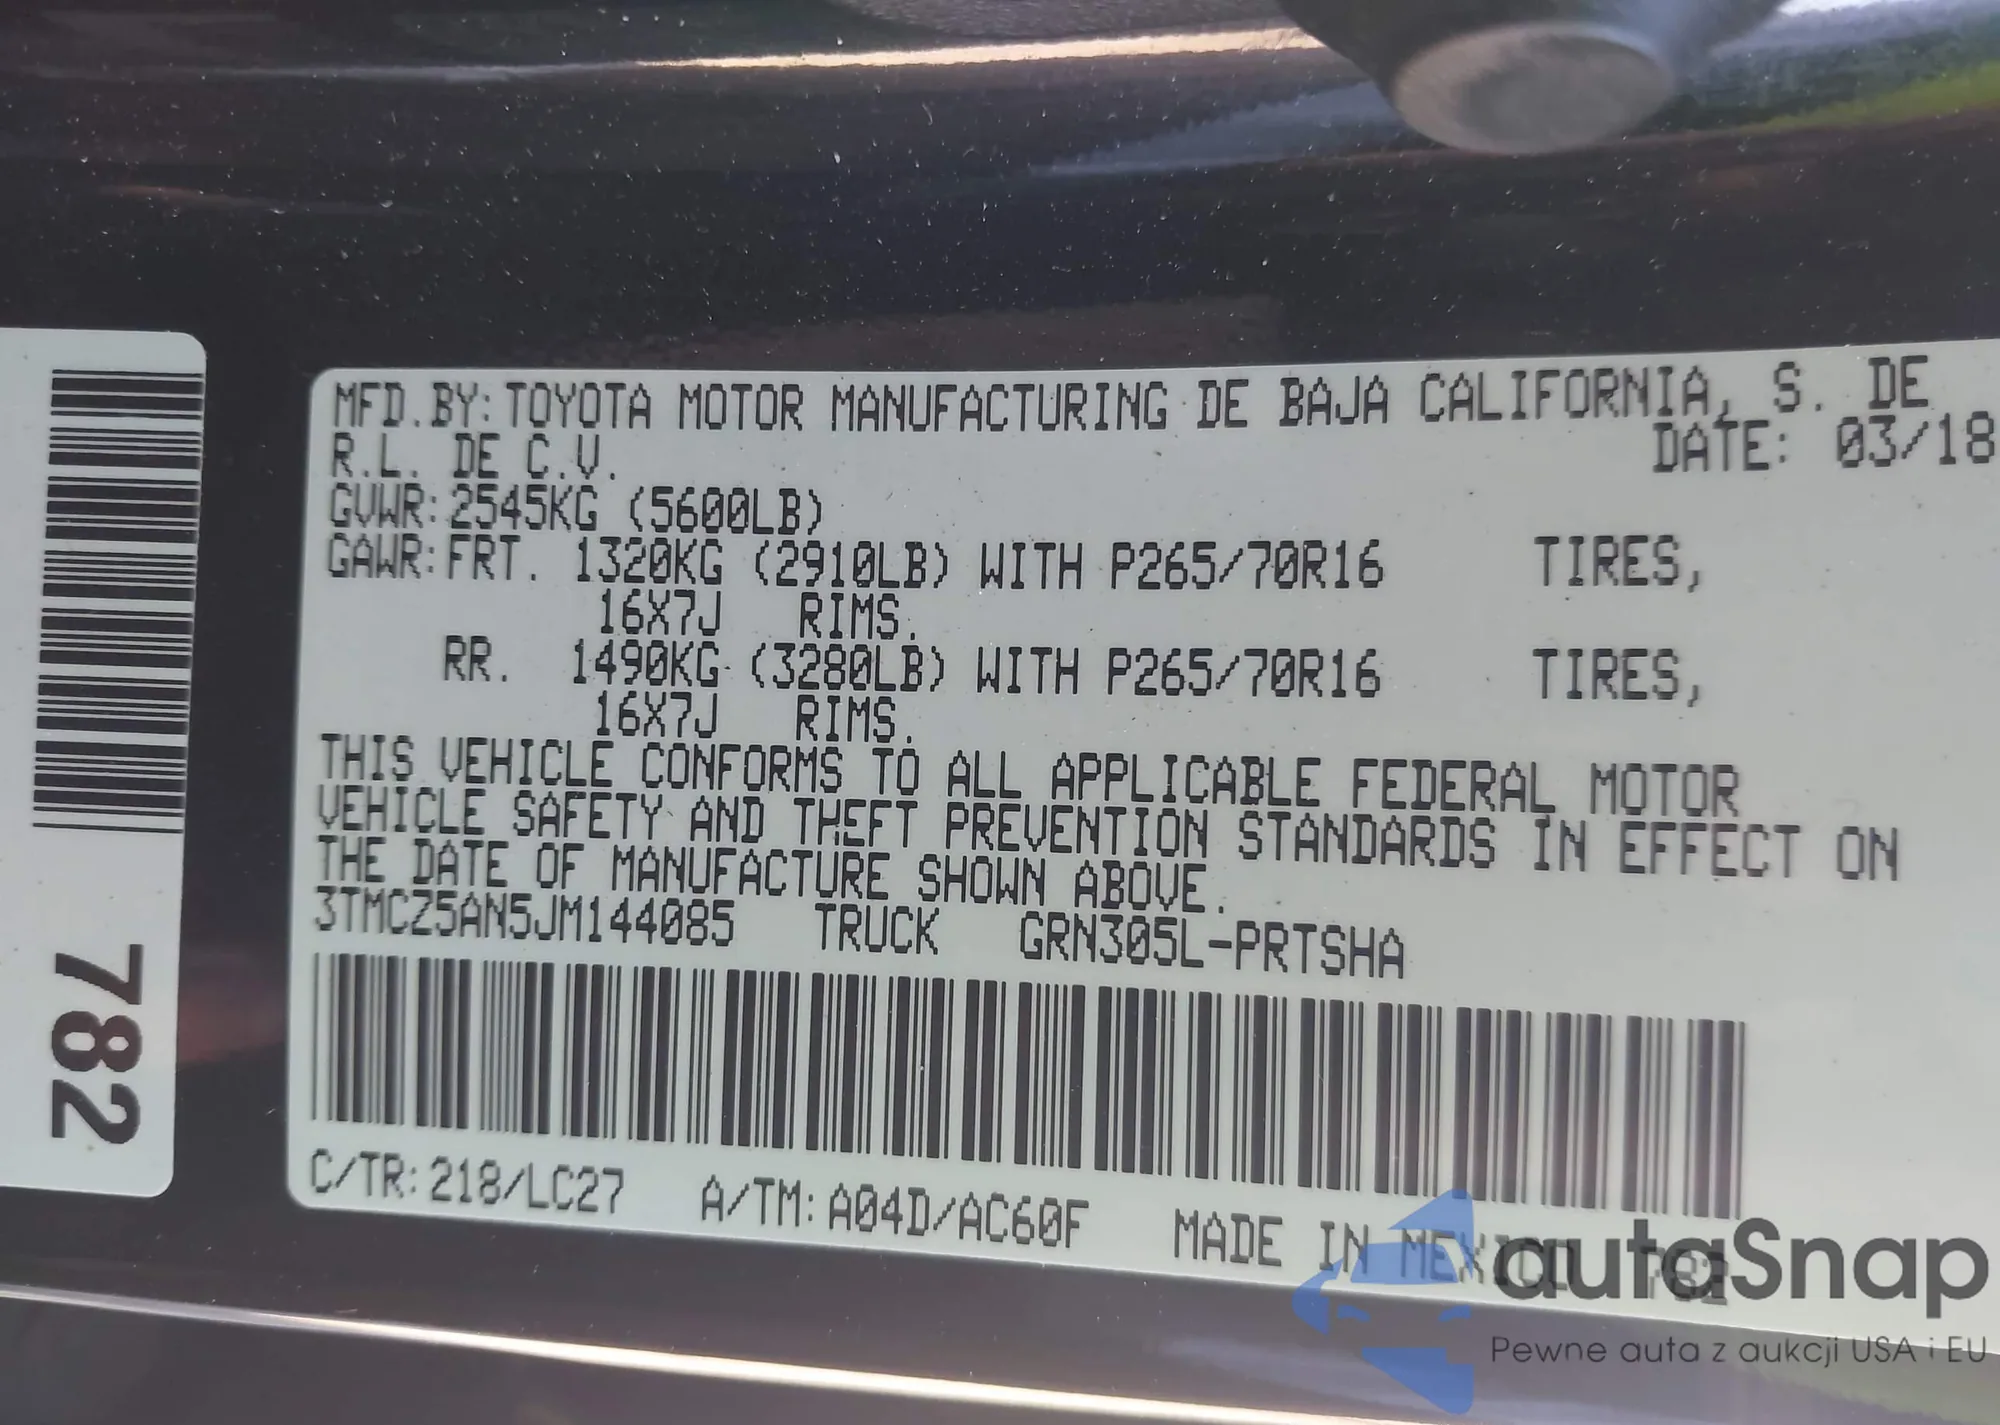 MFD.BY:TOYOTA MOTOR MANUFACTURING DE BAJA CALIFORNIA, S. DE
R.L. DE C.V. DATE: 03/18
GVWR:2545KG (5600LB)
GAWR:FRT. 1320KG (2910LB) WITH P265/70R16 TIRES,
16X7J RIMS.
RR. 1490KG (3280LB) WITH P265/70R16 TIRES,
16X7J RIMS.
THIS VEHICLE CONFORMS TO ALL APPLICABLE FEDERAL MOTOR
VEHICLE SAFETY AND THEFT PREVENTION STANDARDS IN EFFECT ON
THE DATE OF MANUFACTURE SHOWN ABOVE.
3TMCZ5AN5JM144085 TRUCK GRN305L-PRTSHA
C/TR:218/LC27 A/TM:A04D/AC60F MADE IN MEXICO 782
782
autaSnap
Pewne auta z aukcji USA i EU